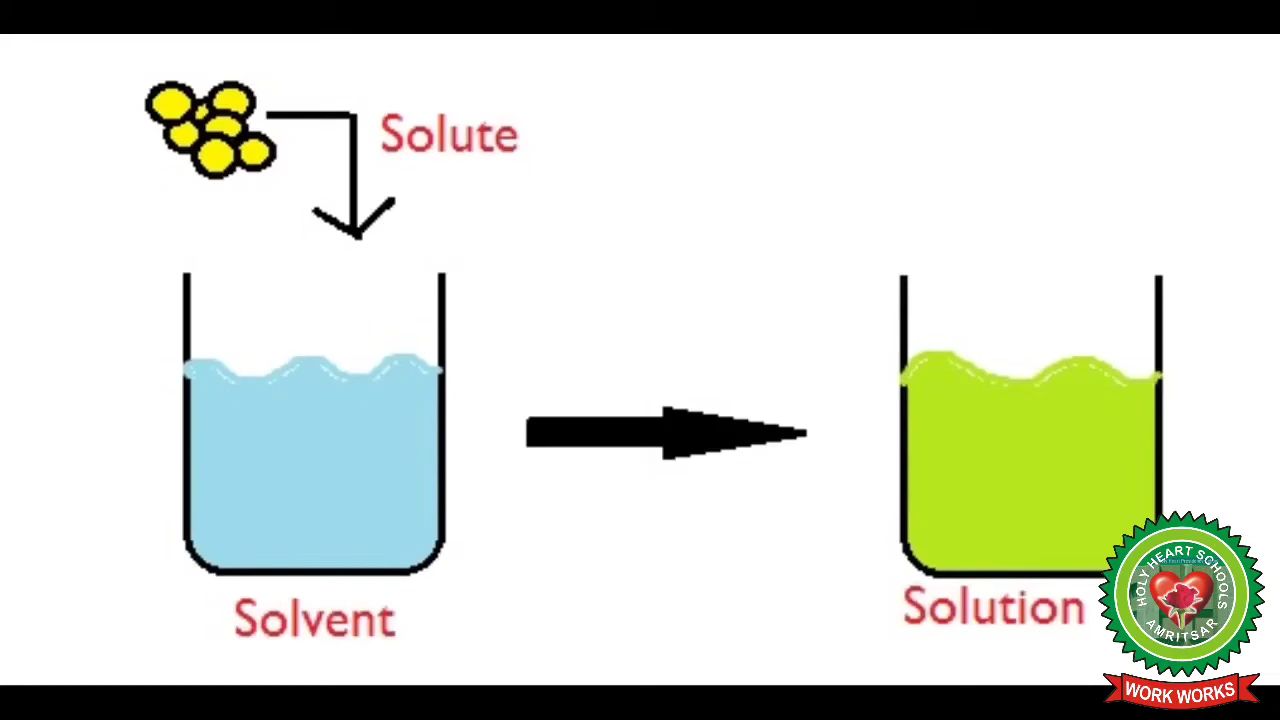 Solute
Solvent
Solution
HOLY HEART SCHOOLS
AMRITSAR
WORK WORKS